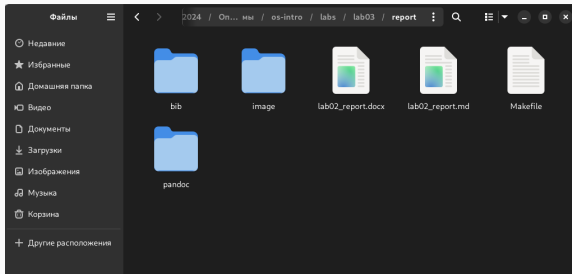 Файлы
2024 / Оп... мы / os-intro / labs / lab03 / report
Недавние
Избранные
Домашняя папка
Видео
Документы
Загрузки
Изображения
Музыка
Корзина
+ Другие расположения
bib
image
lab02_report.docx
lab02_report.md
Makefile
pandoc